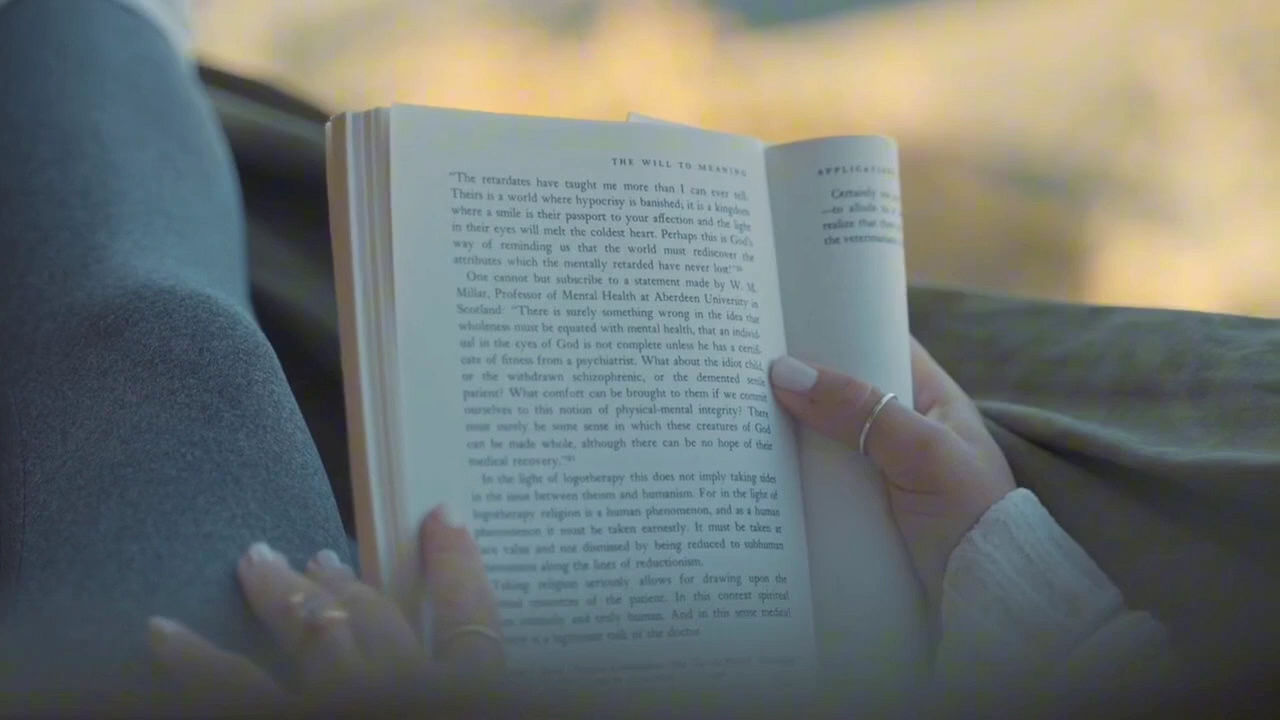 THE WILL TO MEANING
"The retardates have taught me more than I can ever tell.
Theirs is a world where hypocrisy is banished; it is a kingdom
where a smile is their passport to your affection and the light
in their eyes will melt the coldest heart. Perhaps this is God's
way of reminding us that the world must rediscover the
attributes which the mentally retarded have never lost!"
One cannot but subscribe to a statement made by W. M.
Millar, Professor of Mental Health at Aberdeen University in
Scotland: "There is surely something wrong in the idea that
wholeness must be equated with mental health, that an individ-
ual in the eyes of God is not complete unless he has a certifi-
cate of fitness from a psychiatrist. What about the idiot child,
or the withdrawn schizophrenic, or the demented senile
patient? What comfort can be brought to them if we commit
ourselves to this notion of physical-mental integrity? There
must surely be some sense in which these creatures of God
can be made whole, although there can be no hope of their
medical recovery."
In the light of logotherapy this does not imply taking sides
in the issue between theism and humanism. For in the light of
logotherapy religion is a human phenomenon, and as a human
phenomenon it must be taken earnestly. It must be taken at
face value and not dismissed by being reduced to subhuman
along the lines of reductionism.
Taking religion seriously allows for drawing upon the
resources of the patient. In this context spiritual
and truly human. And in this sense medical
is a legitimate task of the doctor.
Certainly
—to allude to
realize that
the veterinarian